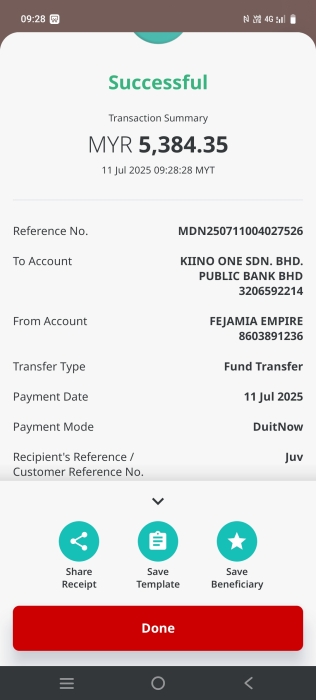 09:28
4G
Successful
Transaction Summary
MYR 5,384.35
11 Jul 2025 09:28:28 MYT
Reference No. MDN250711004027526
To Account KIINO ONE SDN. BHD.
PUBLIC BANK BHD
3206592214
From Account FEJAMIA EMPIRE
8603891236
Transfer Type Fund Transfer
Payment Date 11 Jul 2025
Payment Mode DuitNow
Recipient's Reference / Juv
Customer Reference No.
Share Save Save
Receipt Template Beneficiary
Done